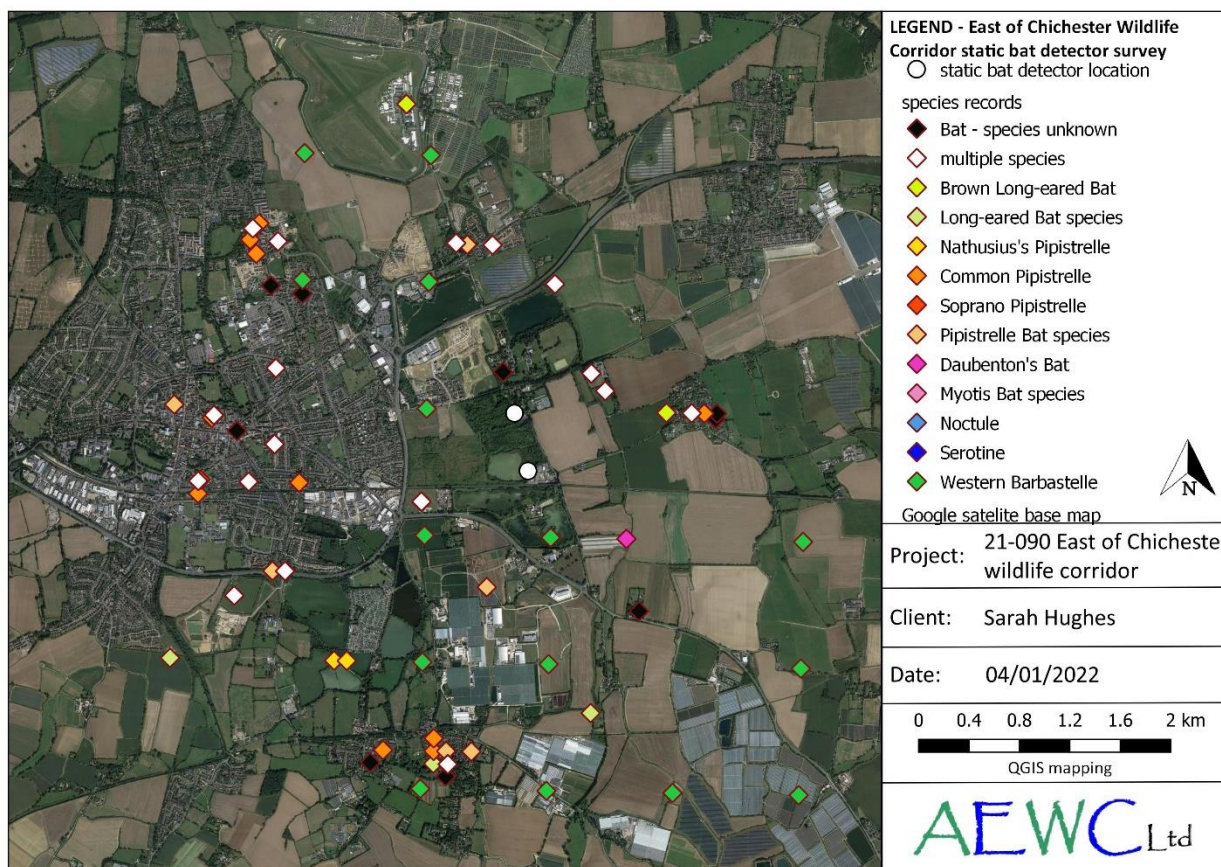 LEGEND - East of Chichester Wildlife
Corridor static bat detector survey
static bat detector location
species records
Bat - species unknown
multiple species
Brown Long-eared Bat
Long-eared Bat species
Nathusius's Pipistrelle
Common Pipistrelle
Soprano Pipistrelle
Pipistrelle Bat species
Daubenton's Bat
Myotis Bat species
Noctule
Serotine
Western Barbastelle
N
Google satelite base map
Project: 21-090 East of Chicheste
wildlife corridor
Client: Sarah Hughes
Date: 04/01/2022
0 0.4 0.8 1.2 1.6 2 km
QGIS mapping
AEWC Ltd